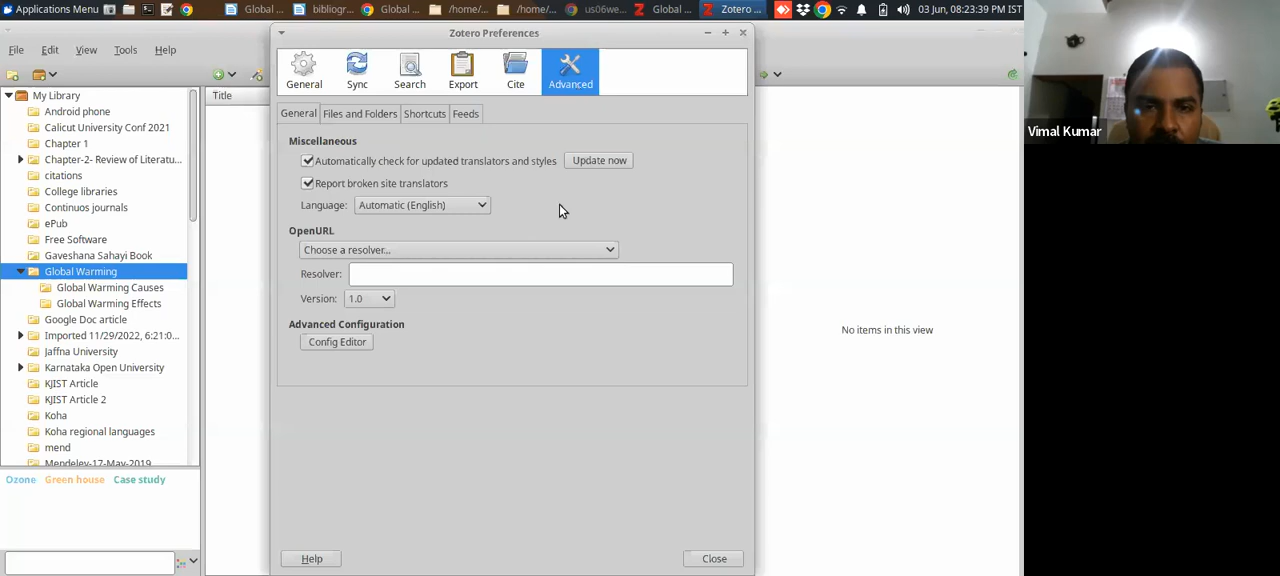 Applications Menu
Global ...
bibliogr...
Global ...
/home/...
/home/...
us06we...
Global ...
Zotero ...
03 Jun, 08:23:39 PM IST
Zotero Preferences
File Edit View Tools Help
General Sync Search Export Cite Advanced
My Library
Android phone
Calicut University Conf 2021
Chapter 1
Chapter-2- Review of Literatu...
citations
College libraries
Continuos journals
ePub
Free Software
Gaveshana Sahayi Book
Global Warming
Global Warming Causes
Global Warming Effects
Google Doc article
Imported 11/29/2022, 6:21:0...
Jaffna University
Karnataka Open University
KJIST Article
KJIST Article 2
Koha
Koha regional languages
mend
Mendeley-17-May-2019
Ozone Green house Case study
Title
General Files and Folders Shortcuts Feeds
Miscellaneous
Automatically check for updated translators and styles Update now
Report broken site translators
Language: Automatic (English)
OpenURL
Choose a resolver...
Resolver:
Version: 1.0
Advanced Configuration
Config Editor
Help Close
No items in this view
Vimal Kumar